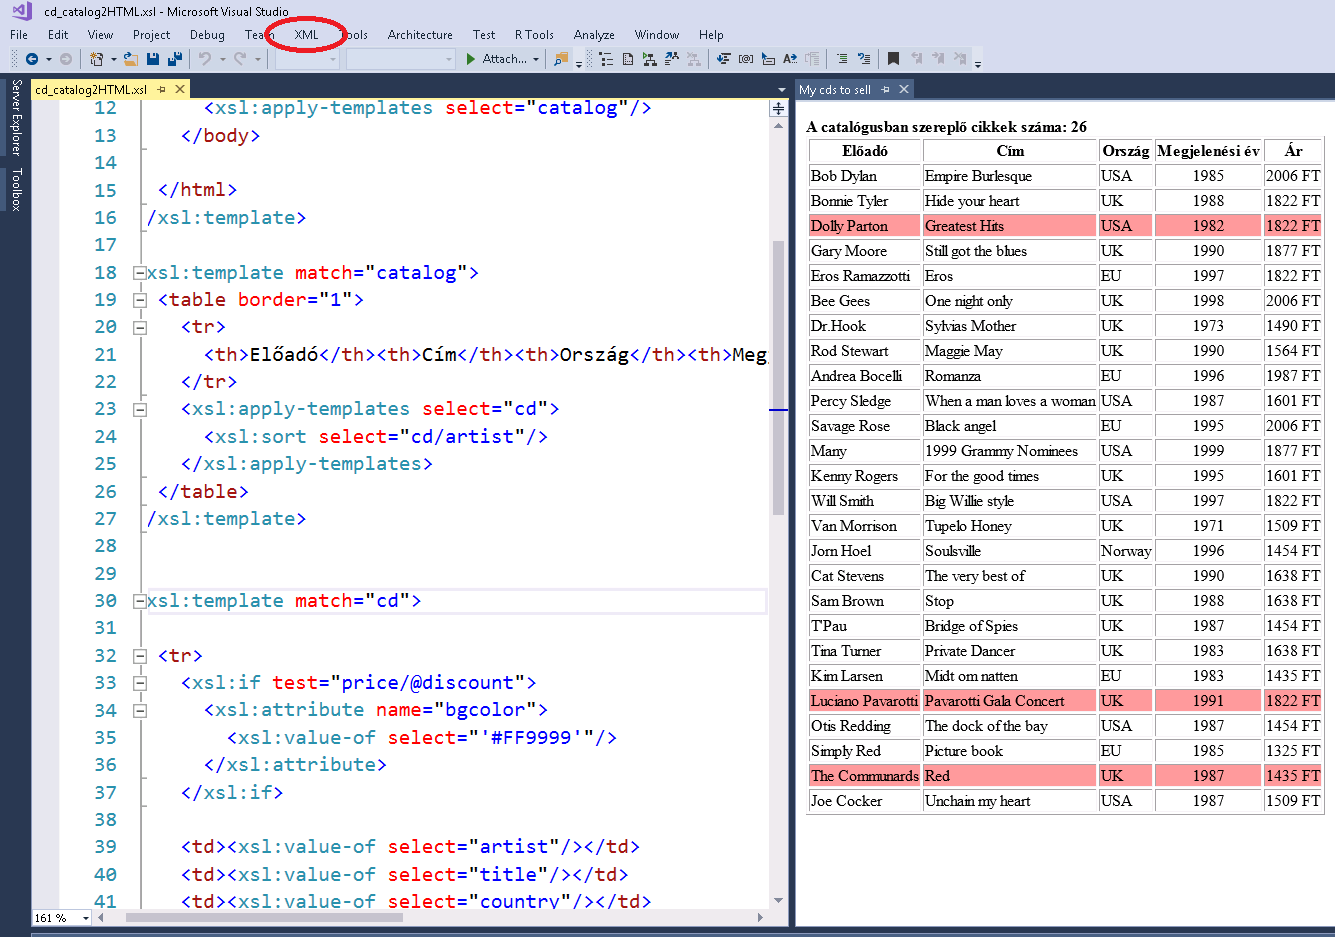 cd_catalog2HTML.xsl - Microsoft Visual Studio
File Edit View Project Debug Team XML Tools Architecture Test R Tools Analyze Window Help
Attach...
Server Explorer
Toolbox
cd_catalog2HTML.xsl
12 <xsl:apply-templates select="catalog"/>
13 </body>
14
15 </html>
16 /xsl:template>
17
18 xsl:template match="catalog">
19 <table border="1">
20 <tr>
21 <th>Előadó</th><th>Cím</th><th>Ország</th><th>Meg
22 </tr>
23 <xsl:apply-templates select="cd">
24 <xsl:sort select="cd/artist"/>
25 </xsl:apply-templates>
26 </table>
27 /xsl:template>
28
29
30 xsl:template match="cd">
31
32 <tr>
33 <xsl:if test="price/@discount">
34 <xsl:attribute name="bgcolor">
35 <xsl:value-of select="'#FF9999'"/>
36 </xsl:attribute>
37 </xsl:if>
38
39 <td><xsl:value-of select="artist"/></td>
40 <td><xsl:value-of select="title"/></td>
41 <td><xsl:value-of select="country"/></td>
161 %
My cds to sell
A catalógusban szereplő cikkek száma: 26
Előadó Cím Ország Megjelenési év Ár
Bob Dylan Empire Burlesque USA 1985 2006 FT
Bonnie Tyler Hide your heart UK 1988 1822 FT
Dolly Parton Greatest Hits USA 1982 1822 FT
Gary Moore Still got the blues UK 1990 1877 FT
Eros Ramazzotti Eros EU 1997 1822 FT
Bee Gees One night only UK 1998 2006 FT
Dr.Hook Sylvias Mother UK 1973 1490 FT
Rod Stewart Maggie May UK 1990 1564 FT
Andrea Bocelli Romanza EU 1996 1987 FT
Percy Sledge When a man loves a woman USA 1987 1601 FT
Savage Rose Black angel EU 1995 2006 FT
Many 1999 Grammy Nominees USA 1999 1877 FT
Kenny Rogers For the good times UK 1995 1601 FT
Will Smith Big Willie style USA 1997 1822 FT
Van Morrison Tupelo Honey UK 1971 1509 FT
Jorn Hoel Soulsville Norway 1996 1454 FT
Cat Stevens The very best of UK 1990 1638 FT
Sam Brown Stop UK 1988 1638 FT
T'Pau Bridge of Spies UK 1987 1454 FT
Tina Turner Private Dancer UK 1983 1638 FT
Kim Larsen Midt om natten EU 1983 1435 FT
Luciano Pavarotti Pavarotti Gala Concert UK 1991 1822 FT
Otis Redding The dock of the bay USA 1987 1454 FT
Simply Red Picture book EU 1985 1325 FT
The Communards Red UK 1987 1435 FT
Joe Cocker Unchain my heart USA 1987 1509 FT